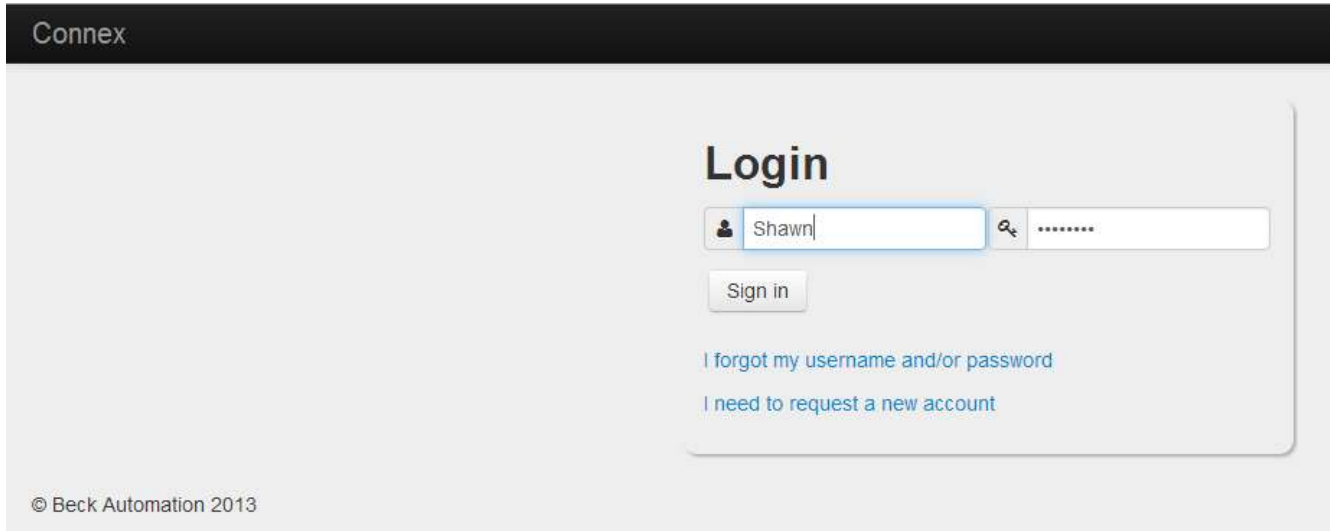 Connex
Login
Shawn ••••••••
Sign in
I forgot my username and/or password
I need to request a new account
© Beck Automation 2013